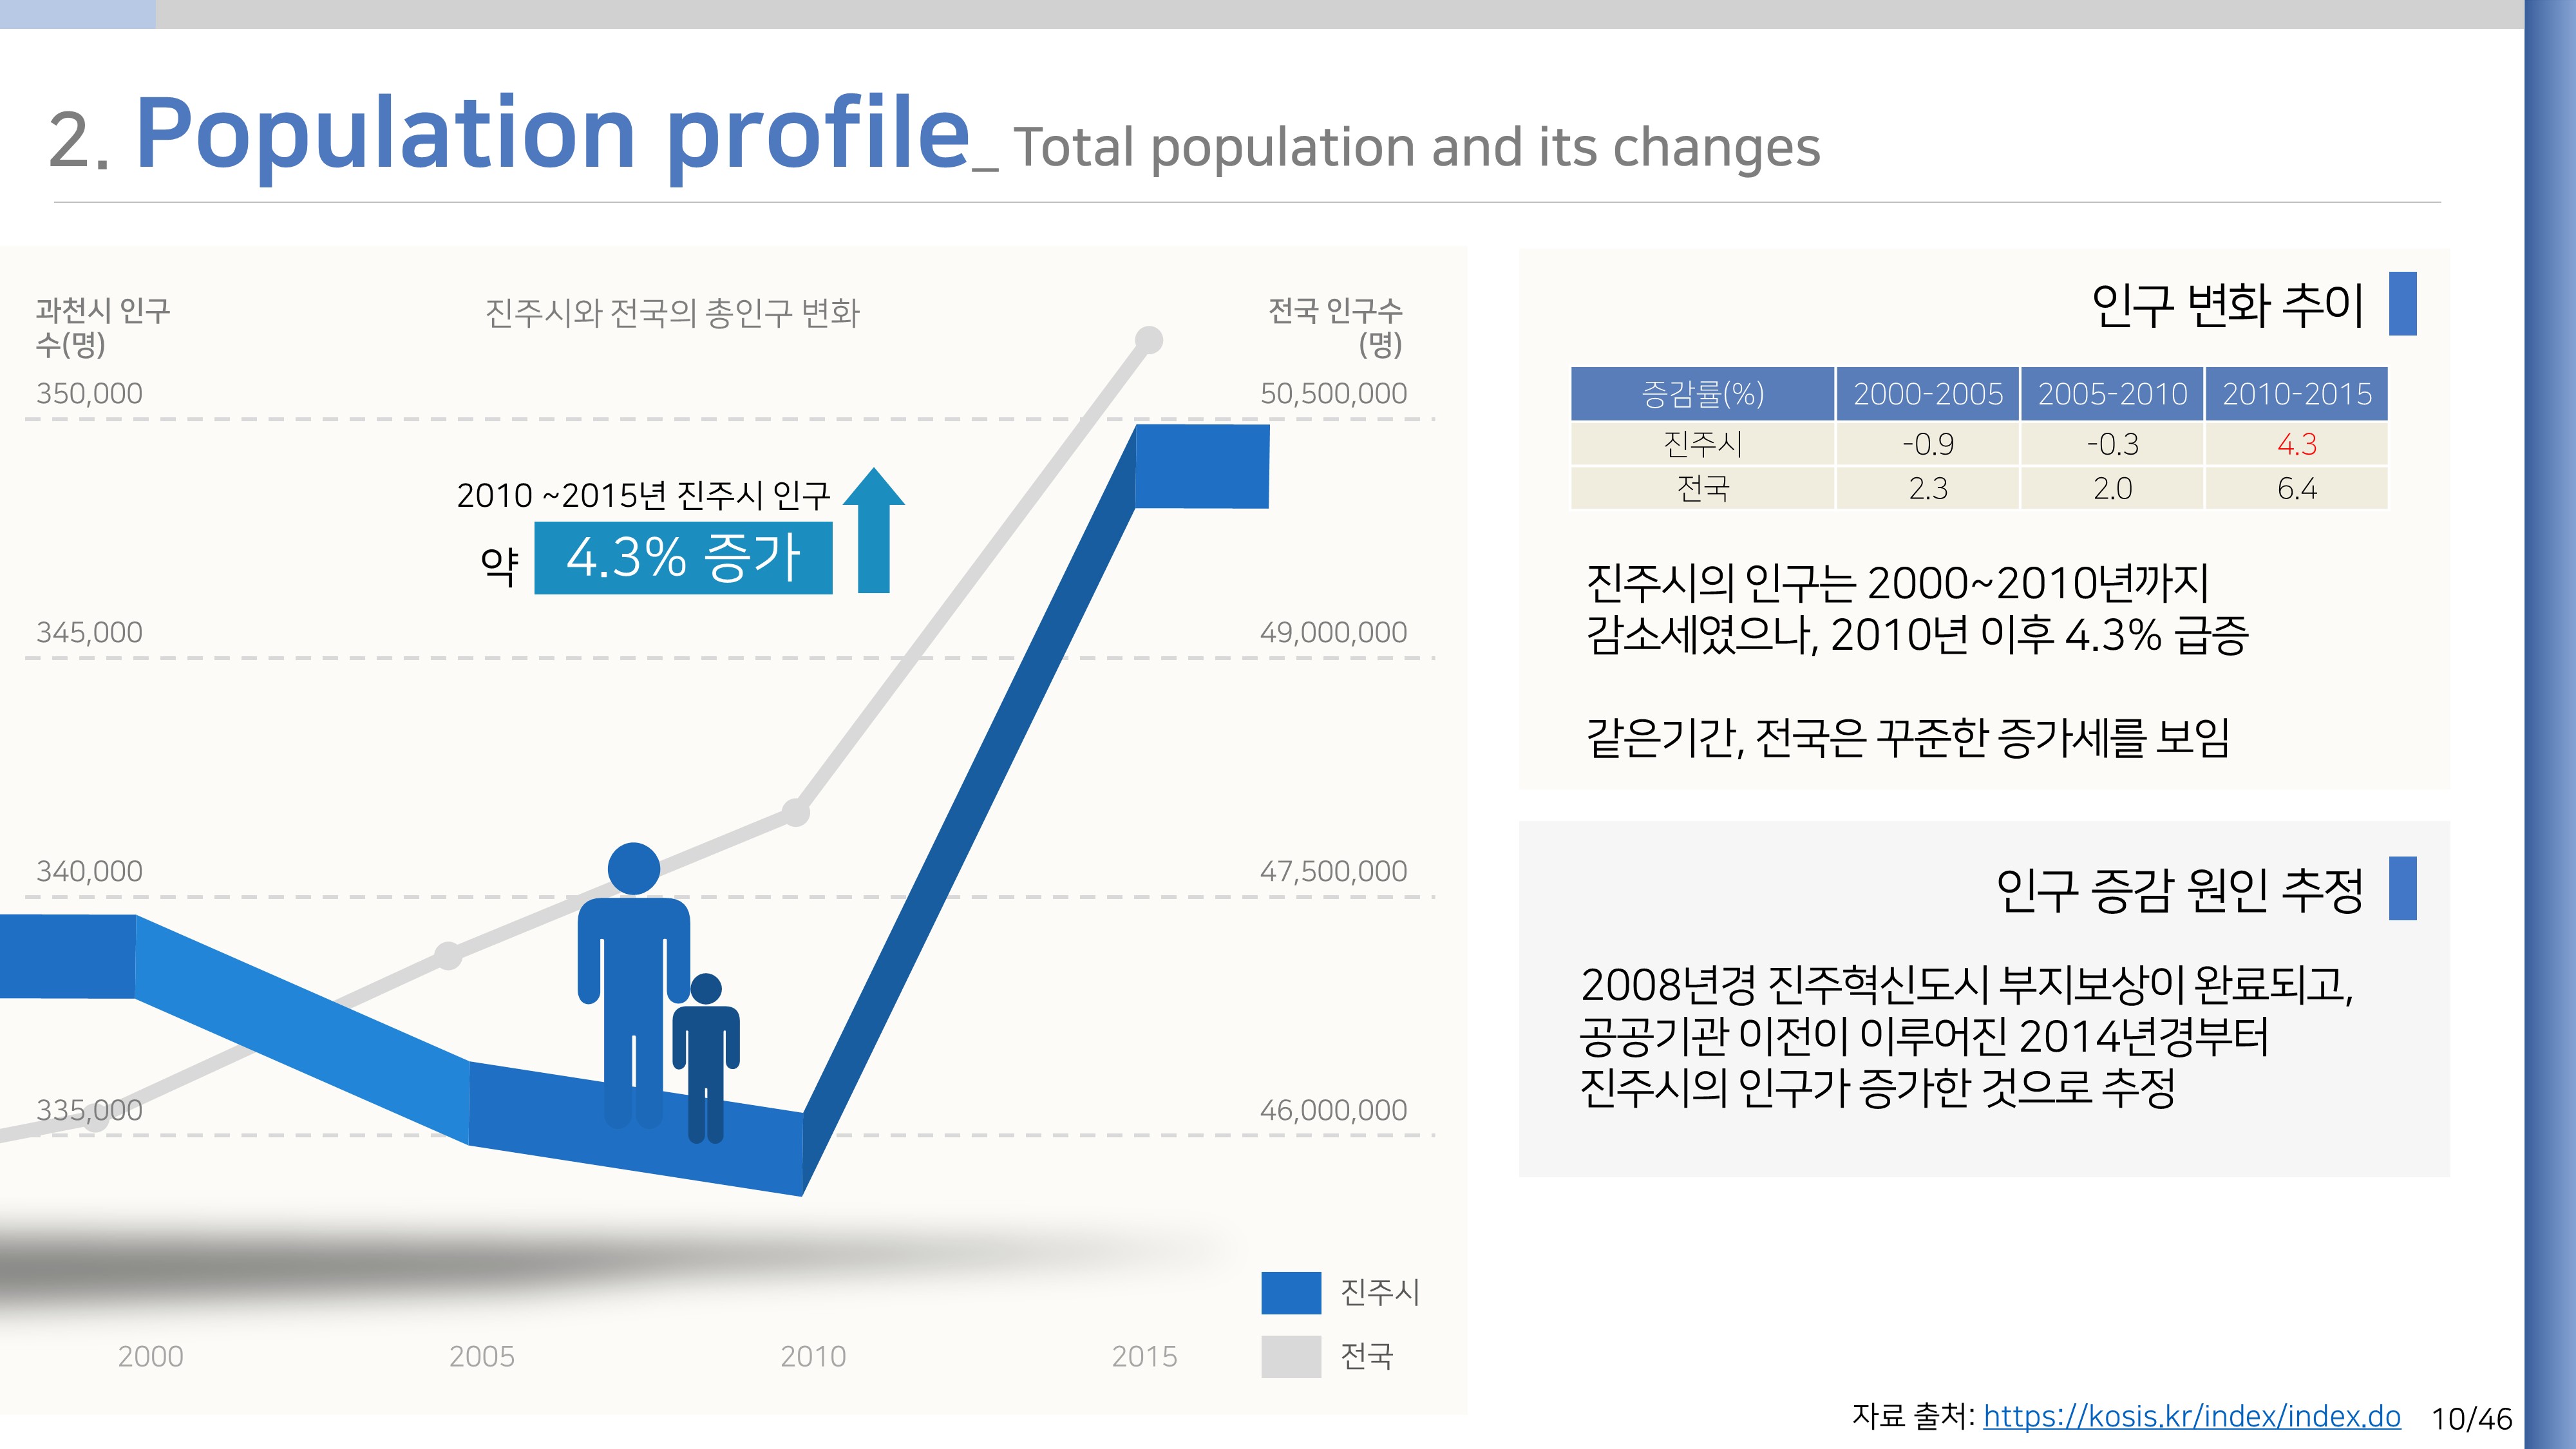 2. Population profile_ Total population and its changes
과천시 인구
수(명)
진주시와 전국의 총인구 변화
전국 인구수
(명)
350,000
50,500,000
2010 ~2015년 진주시 인구
약 4.3% 증가
345,000
49,000,000
340,000
47,500,000
335,000
46,000,000
진주시
전국
2000 2005 2010 2015
인구 변화 추이
증감률(%) 2000-2005 2005-2010 2010-2015
진주시 -0.9 -0.3 4.3
전국 2.3 2.0 6.4
진주시의 인구는 2000~2010년까지
감소세였으나, 2010년 이후 4.3% 급증
같은기간, 전국은 꾸준한 증가세를 보임
인구 증감 원인 추정
2008년경 진주혁신도시 부지보상이 완료되고,
공공기관 이전이 이루어진 2014년경부터
진주시의 인구가 증가한 것으로 추정
자료 출처: https://kosis.kr/index/index.do 10/46